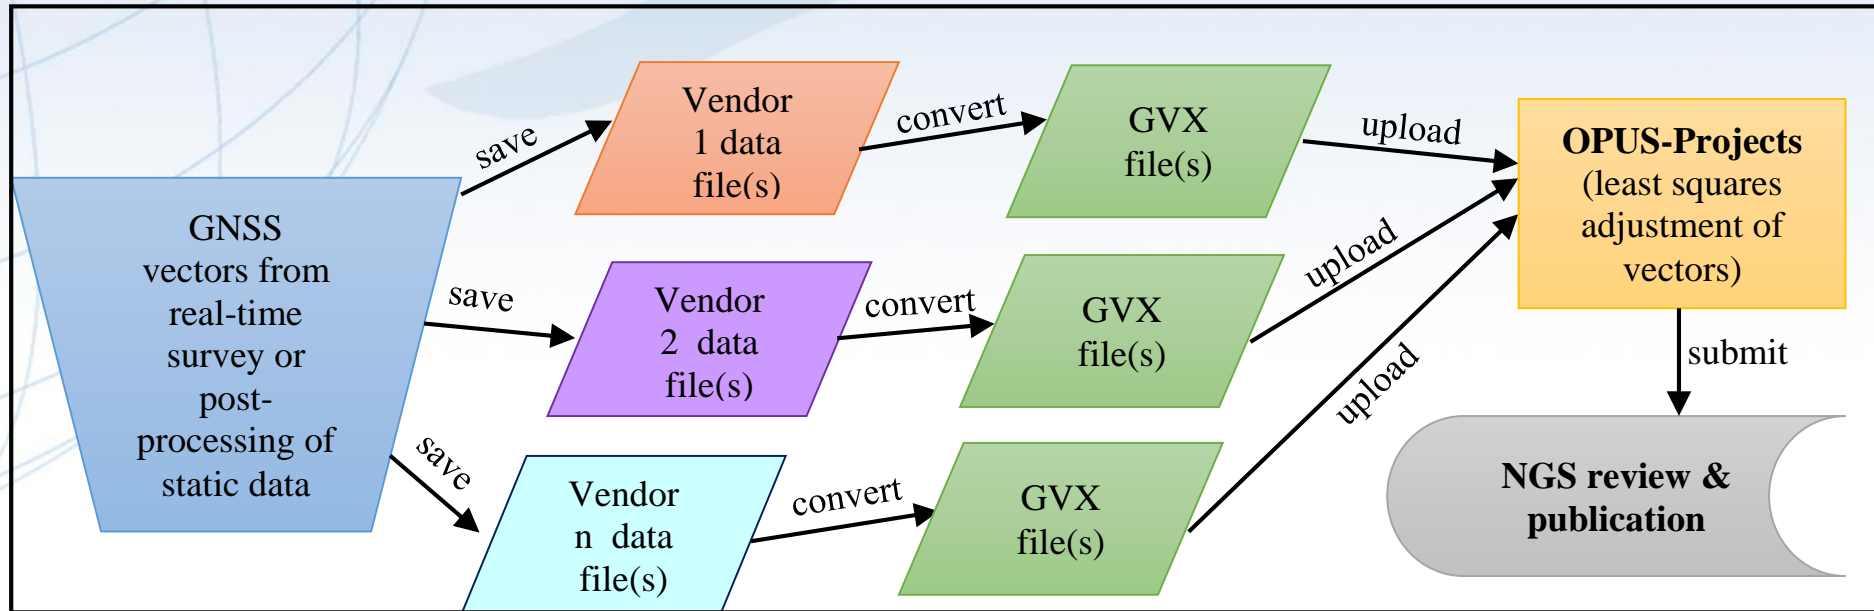 GNSS
vectors from
real-time
survey or
post-
processing of
static data
save
save
save
Vendor
1 data
file(s)
Vendor
2 data
file(s)
Vendor
n data
file(s)
convert
convert
convert
GVX
file(s)
GVX
file(s)
GVX
file(s)
upload
upload
upload
OPUS-Projects
(least squares
adjustment of
vectors)
submit
NGS review &
publication